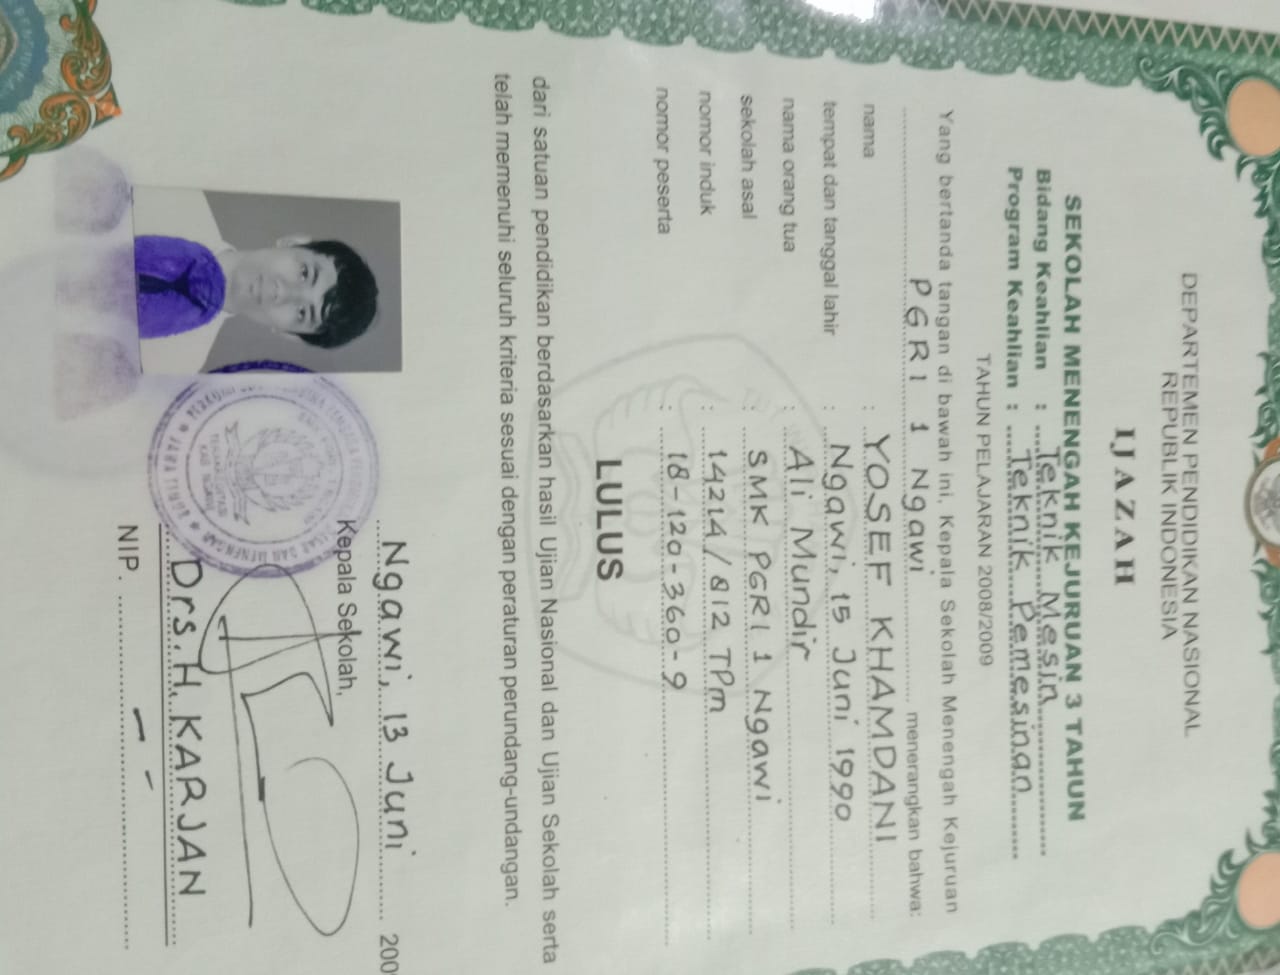 DEPARTEMEN PENDIDIKAN NASIONAL
REPUBLIK INDONESIA
IJAZAH
SEKOLAH MENENGAH KEJURUAN 3 TAHUN
Bidang Keahlian : Teknik Mesin
Program Keahlian : Teknik Pemesinan
TAHUN PELAJARAN 2008/2009
Yang bertanda tangan di bawah ini, Kepala Sekolah Menengah Kejuruan
PGRI 1 Ngawi menerangkan bahwa:
nama : YOSEF KHAMDANI
tempat dan tanggal lahir : Ngawi, 15 Juni 1990
nama orang tua : Ali Mundir
sekolah asal : SMK PGRI 1 Ngawi
nomor induk : 14214/812 TPm
nomor peserta : 18-120-360-9
LULUS
dari satuan pendidikan berdasarkan hasil Ujian Nasional dan Ujian Sekolah serta
telah memenuhi seluruh kriteria sesuai dengan peraturan perundang-undangan.
Ngawi, 13 Juni 200
Kepala Sekolah,
Drs. H. KARJAN
NIP. - -
JAWA TIMUR